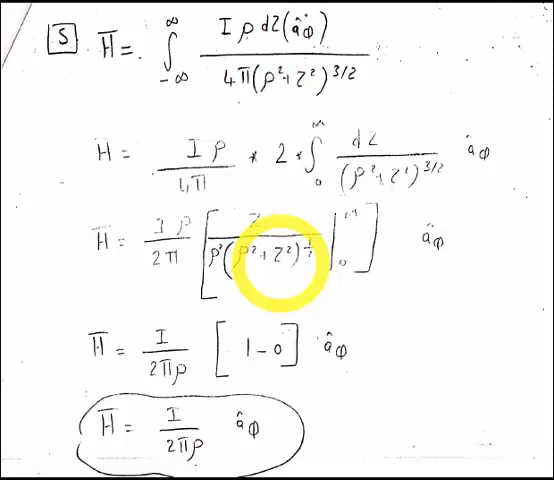 5 H̄ = ∫_{-∞}^{∞} I ρ dz (â_φ) / 4π(ρ²+z²)^{3/2}
H̄ = Iρ / 4π * 2 * ∫_0^∞ dz / (ρ²+z²)^{3/2} â_φ
H̄ = Iρ / 2π [ z / ρ²(ρ²+z²)^{1/2} |_0^∞ ] â_φ
H̄ = I / 2πρ [ 1 - 0 ] â_φ
H̄ = I / 2πρ â_φ